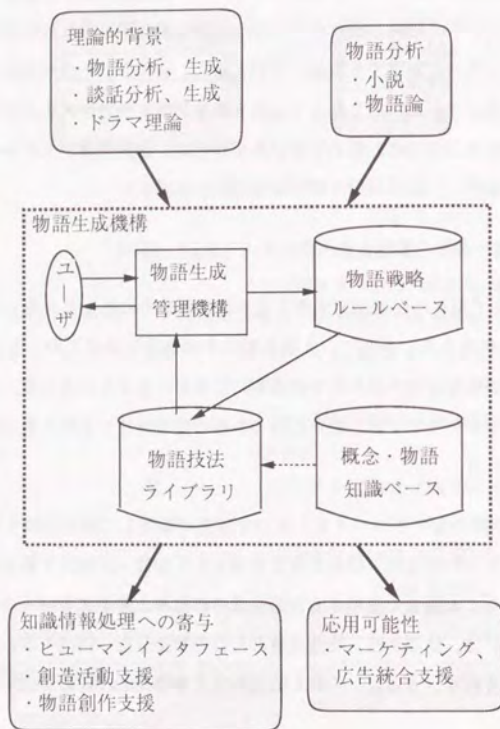 理論的背景
・物語分析、生成
・談話分析、生成
・ドラマ理論
物語分析
・小説
・物語論
物語生成機構
ユーザ
物語生成
管理機構
物語戦略
ルールベース
物語技法
ライブラリ
概念・物語
知識ベース
知識情報処理への寄与
・ヒューマンインタフェース
・創造活動支援
・物語創作支援
応用可能性
・マーケティング、
広告統合支援